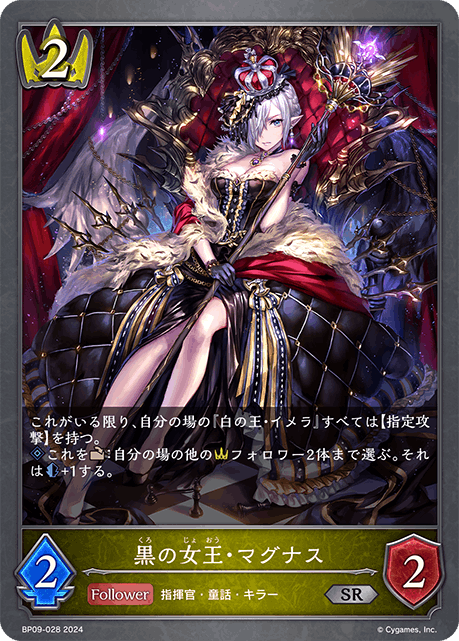 2
これがいる限り、自分の場の『白の王・イメラ』すべては【指定攻
撃】を持つ。
これを:自分の場の他のフォロワー2体まで選ぶ。それ
は+1する。
くろ じょ おう
黒の女王・マグナス
2
Follower 指揮官・童話・キラー SR
2
BP09-028 2024 © Cygames, Inc.